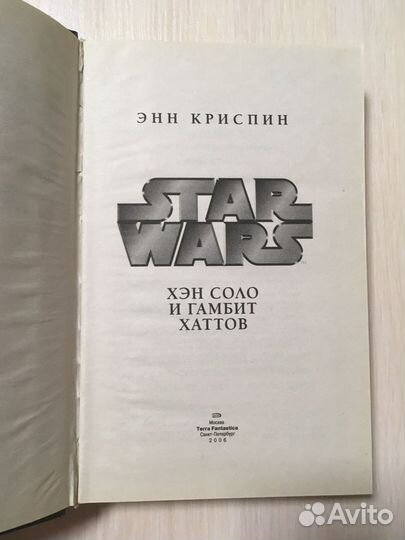 ЭНН КРИСПИН
STAR
WARS
ХЭН СОЛО
И ГАМБИТ
ХАТТОВ
Москва
Terra Fantastica
Санкт-Петербург
2006
Avito